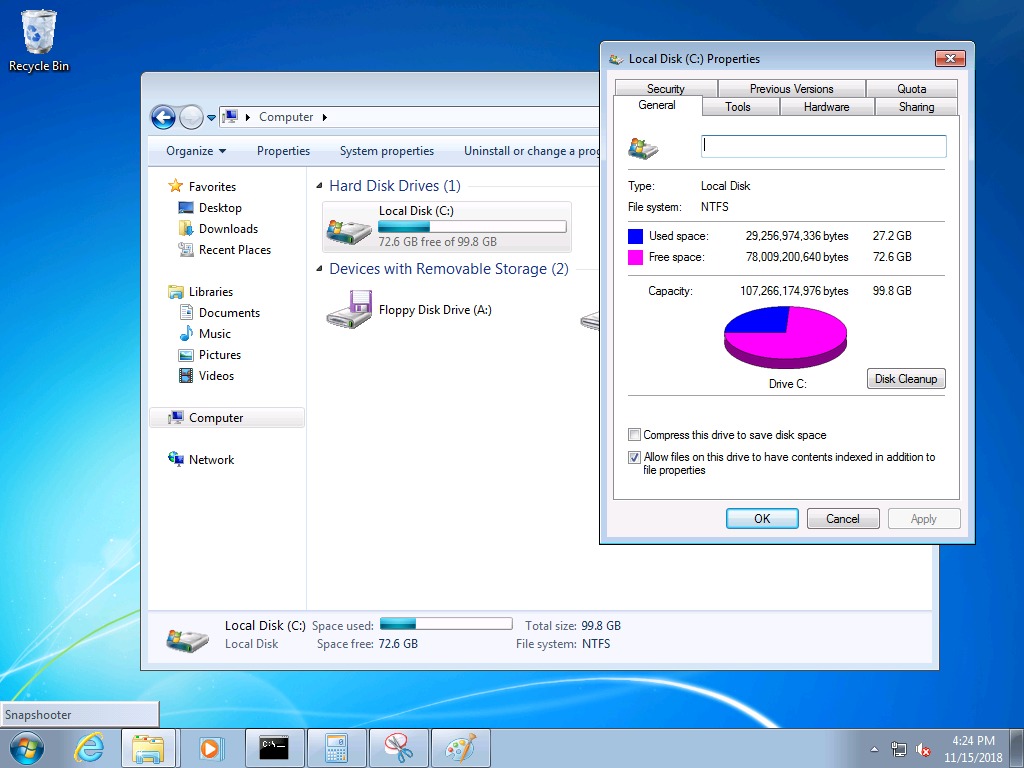 Recycle Bin
Computer
Organize
Properties
System properties
Uninstall or change a prog
Favorites
Desktop
Downloads
Recent Places
Libraries
Documents
Music
Pictures
Videos
Computer
Network
Hard Disk Drives (1)
Local Disk (C:)
72.6 GB free of 99.8 GB
Devices with Removable Storage (2)
Floppy Disk Drive (A:)
Local Disk (C:) Space used: Total size: 99.8 GB
Local Disk Space free: 72.6 GB File system: NTFS
Local Disk (C:) Properties
Security Previous Versions Quota
General Tools Hardware Sharing
Type: Local Disk
File system: NTFS
Used space: 29,256,974,336 bytes 27.2 GB
Free space: 78,009,200,640 bytes 72.6 GB
Capacity: 107,266,174,976 bytes 99.8 GB
Drive C:
Disk Cleanup
Compress this drive to save disk space
Allow files on this drive to have contents indexed in addition to
file properties
OK Cancel Apply
Snapshooter
C:\_
4:24 PM
11/15/2018